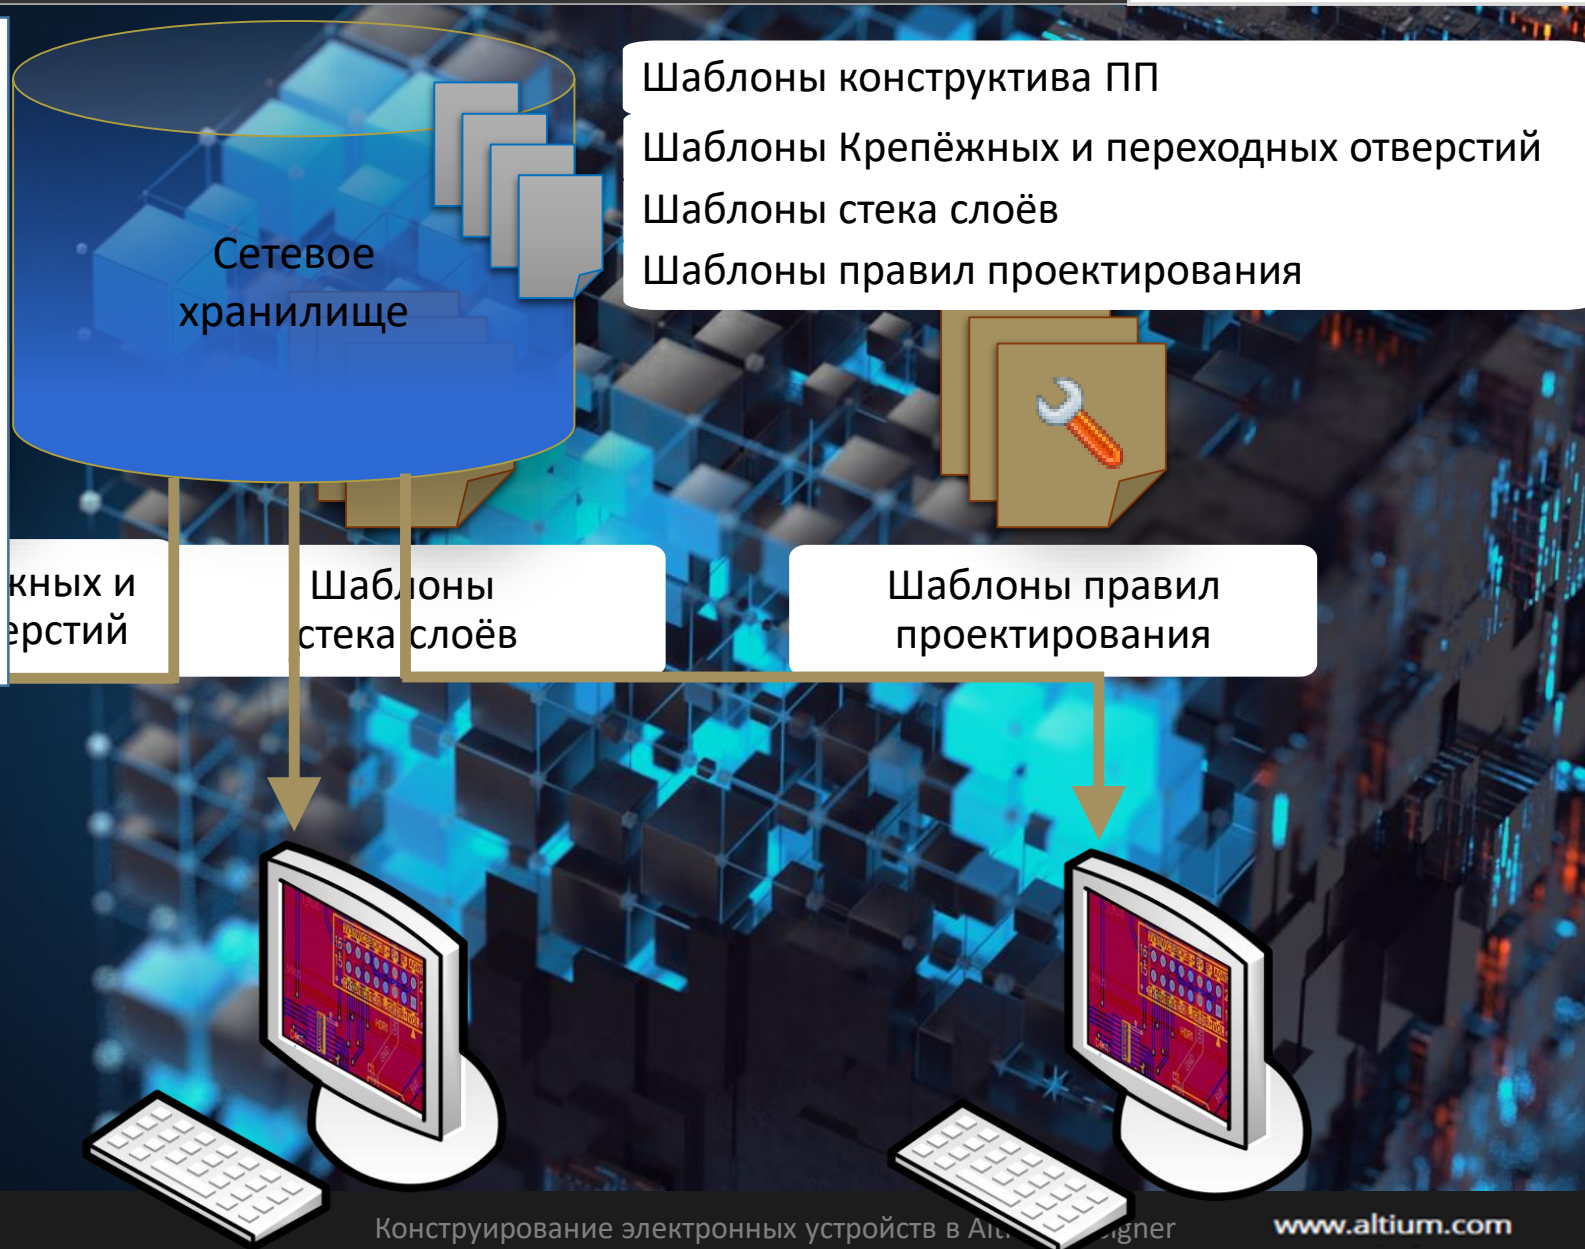 Шаблоны конструктива ПП
Шаблоны Крепёжных и переходных отверстий
Шаблоны стека слоёв
Шаблоны правил проектирования
Сетевое
хранилище
жных и
ерстий
Шаблоны
стека слоёв
Шаблоны правил
проектирования
Конструирование электронных устройств в
www.altium.com